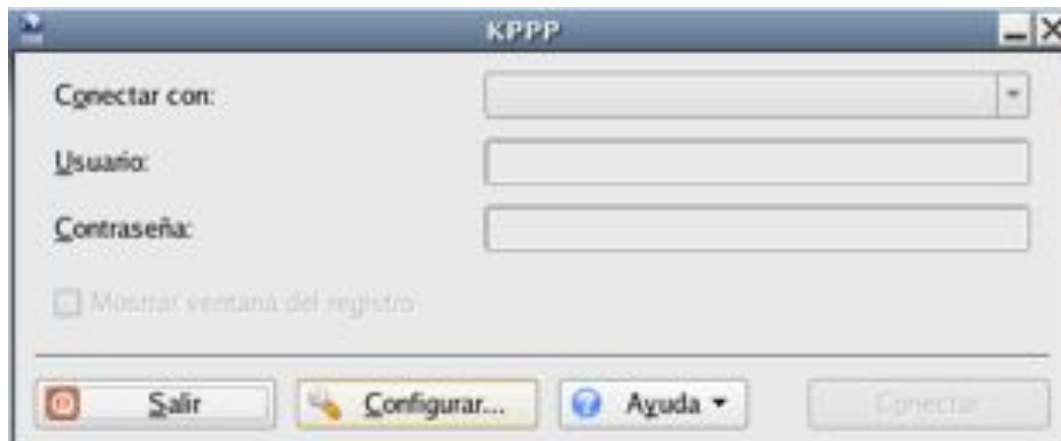 KPPP
Conectar con:
Usuario:
Contraseña:
Mostrar ventana del registro
Salir
Configurar...
Ayuda
Conectar